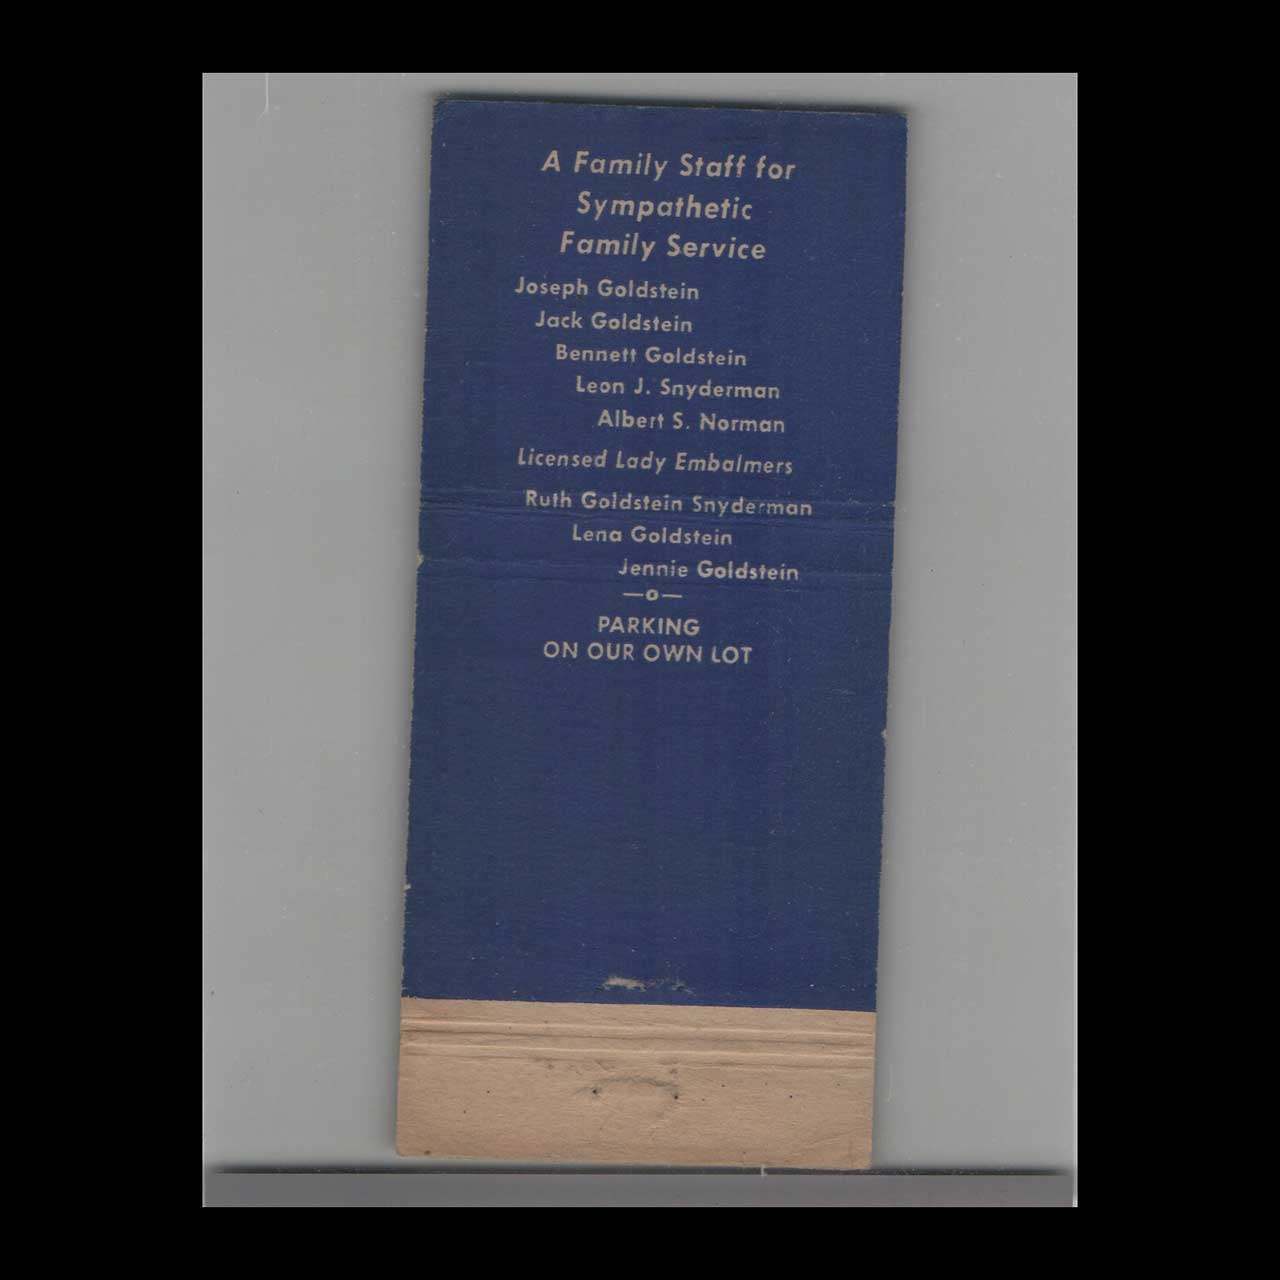 A Family Staff for
Sympathetic
Family Service
Joseph Goldstein
Jack Goldstein
Bennett Goldstein
Leon J. Snyderman
Albert S. Norman
Licensed Lady Embalmers
Ruth Goldstein Snyderman
Lena Goldstein
Jennie Goldstein
—o—
PARKING
ON OUR OWN LOT